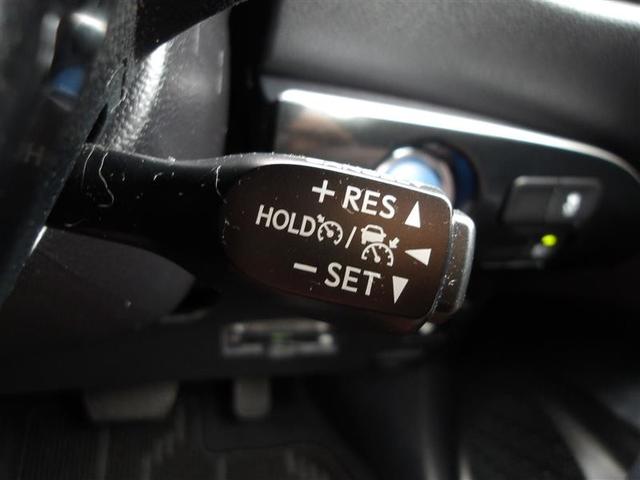 + RES ▲
HOLD / ◀
− SET ▼
H